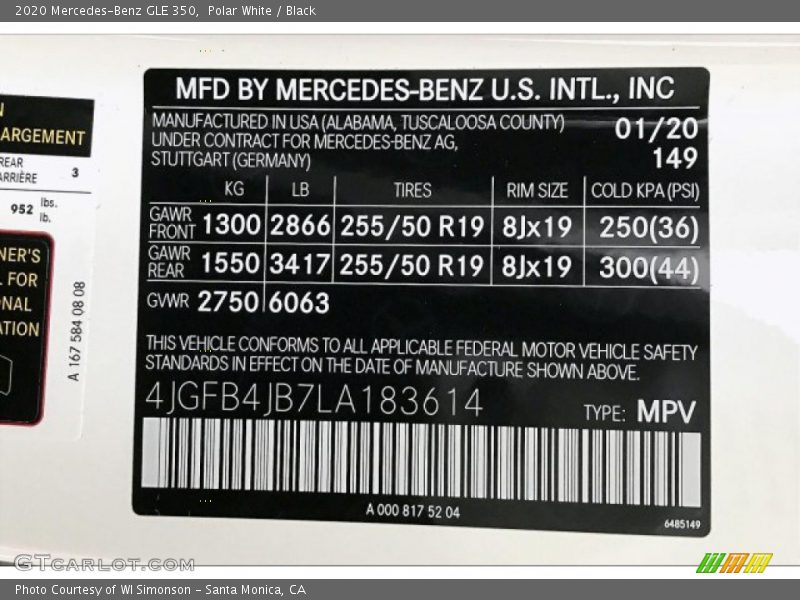 2020 Mercedes-Benz GLE 350,  Polar White / Black
ARGEMENT
REAR
ARRIÈRE
3
952 lbs.
lb.
NER'S
FOR
NAL
ATION
A 167 584 08 08
MFD BY MERCEDES-BENZ U.S. INTL., INC
MANUFACTURED IN USA (ALABAMA, TUSCALOOSA COUNTY)
UNDER CONTRACT FOR MERCEDES-BENZ AG,
STUTTGART (GERMANY)
01/20
149
KG LB TIRES RIM SIZE COLD KPA (PSI)
GAWR FRONT 1300 2866 255/50 R19 8Jx19 250(36)
GAWR REAR 1550 3417 255/50 R19 8Jx19 300(44)
GVWR 2750 6063
THIS VEHICLE CONFORMS TO ALL APPLICABLE FEDERAL MOTOR VEHICLE SAFETY
STANDARDS IN EFFECT ON THE DATE OF MANUFACTURE SHOWN ABOVE.
4JGFB4JB7LA183614
TYPE: MPV
A 000 817 52 04
6485149
GTCarLot.com
Photo Courtesy of WI Simonson - Santa Monica, CA